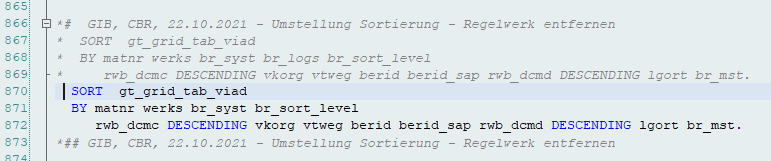 865
866 *# GIB, CBR, 22.10.2021 - Umstellung Sortierung - Regelwerk entfernen
867 * SORT gt_grid_tab_viad
868 * BY matnr werks br_syst br_logs br_sort_level
869 * rwb_dcmc DESCENDING vkorg vtweg berid berid_sap rwb_dcmd DESCENDING lgort br_mst.
870 SORT gt_grid_tab_viad
871 BY matnr werks br_syst br_sort_level
872 rwb_dcmc DESCENDING vkorg vtweg berid berid_sap rwb_dcmd DESCENDING lgort br_mst.
873 *## GIB, CBR, 22.10.2021 - Umstellung Sortierung - Regelwerk entfernen
874